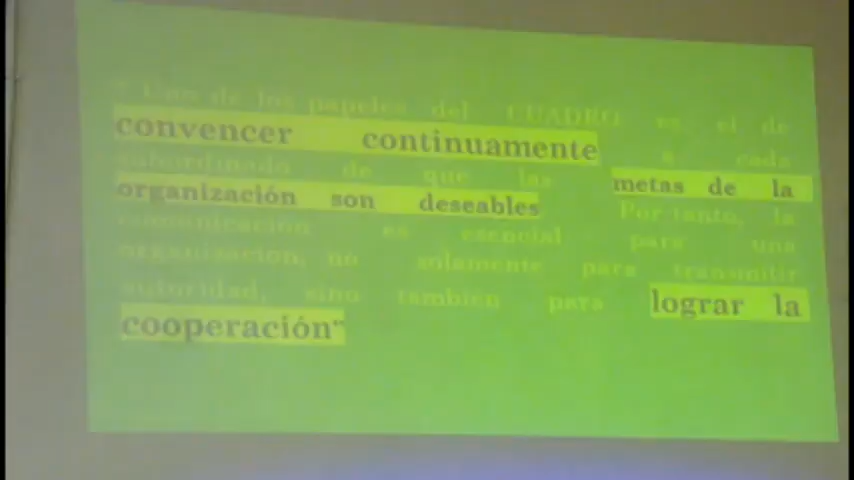 " Uno de los papeles del CUADRO es el de
convencer continuamente a cada
subordinado de que las metas de la
organización son deseables Por tanto, la
comunicación es esencial para una
organización, no solamente para transmitir
autoridad, sino también para lograr la
cooperación"